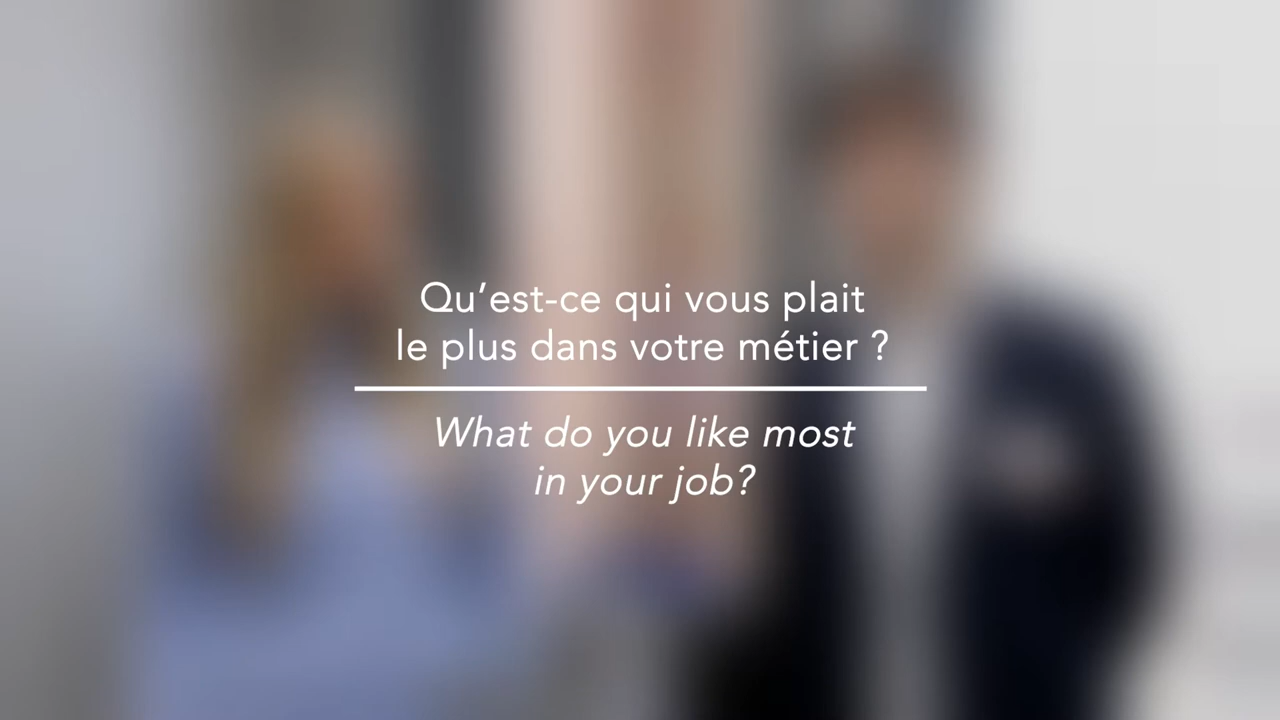 Qu’est-ce qui vous plait
le plus dans votre métier ?
What do you like most
in your job?